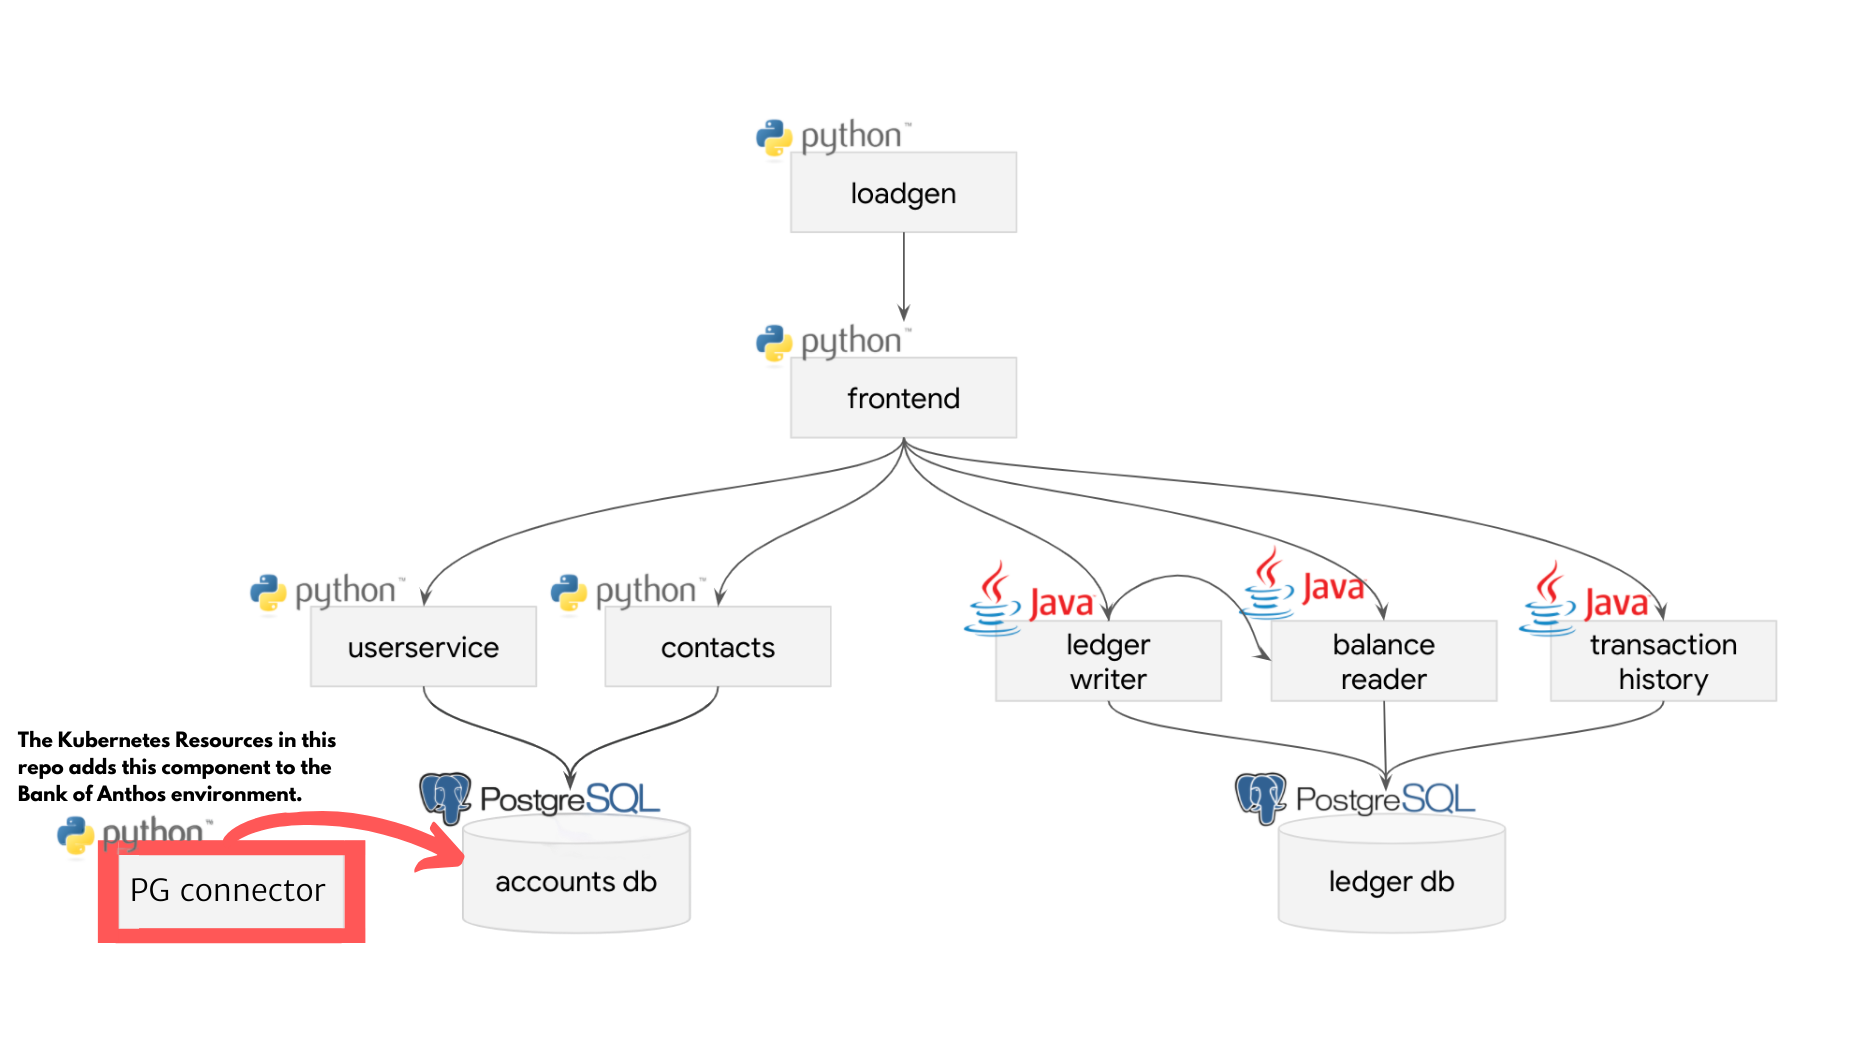 python™
loadgen
python™
frontend
python™
userservice
python™
contacts
Java
ledger
writer
Java
balance
reader
Java
transaction
history
The Kubernetes Resources in this
repo adds this component to the
Bank of Anthos environment.
python™
PG connector
PostgreSQL
accounts db
PostgreSQL
ledger db